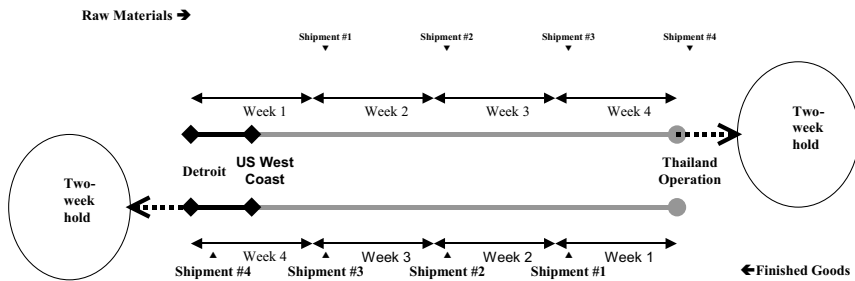 Raw Materials →
Shipment #1 Shipment #2 Shipment #3 Shipment #4
Week 1 Week 2 Week 3 Week 4
Two-
week
hold
Detroit
US West
Coast
Thailand
Operation
Two-
week
hold
Week 4 Week 3 Week 2 Week 1
Shipment #4 Shipment #3 Shipment #2 Shipment #1
←Finished Goods